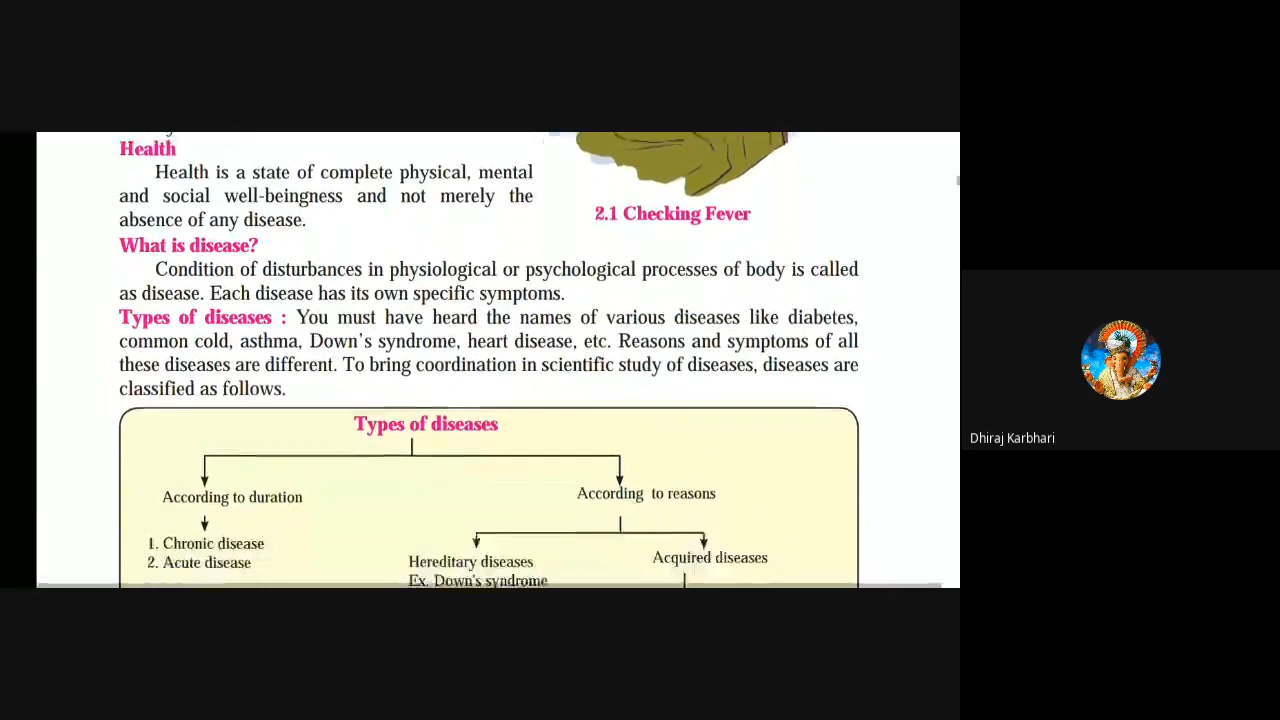 Health
Health is a state of complete physical, mental
and social well-beingness and not merely the
absence of any disease.
2.1 Checking Fever
What is disease?
Condition of disturbances in physiological or psychological processes of body is called
as disease. Each disease has its own specific symptoms.
Types of diseases : You must have heard the names of various diseases like diabetes,
common cold, asthma, Down's syndrome, heart disease, etc. Reasons and symptoms of all
these diseases are different. To bring coordination in scientific study of diseases, diseases are
classified as follows.
Types of diseases
According to duration
According to reasons
1. Chronic disease
2. Acute disease
Hereditary diseases
Ex. Down's syndrome
Acquired diseases
Dhiraj Karbhari